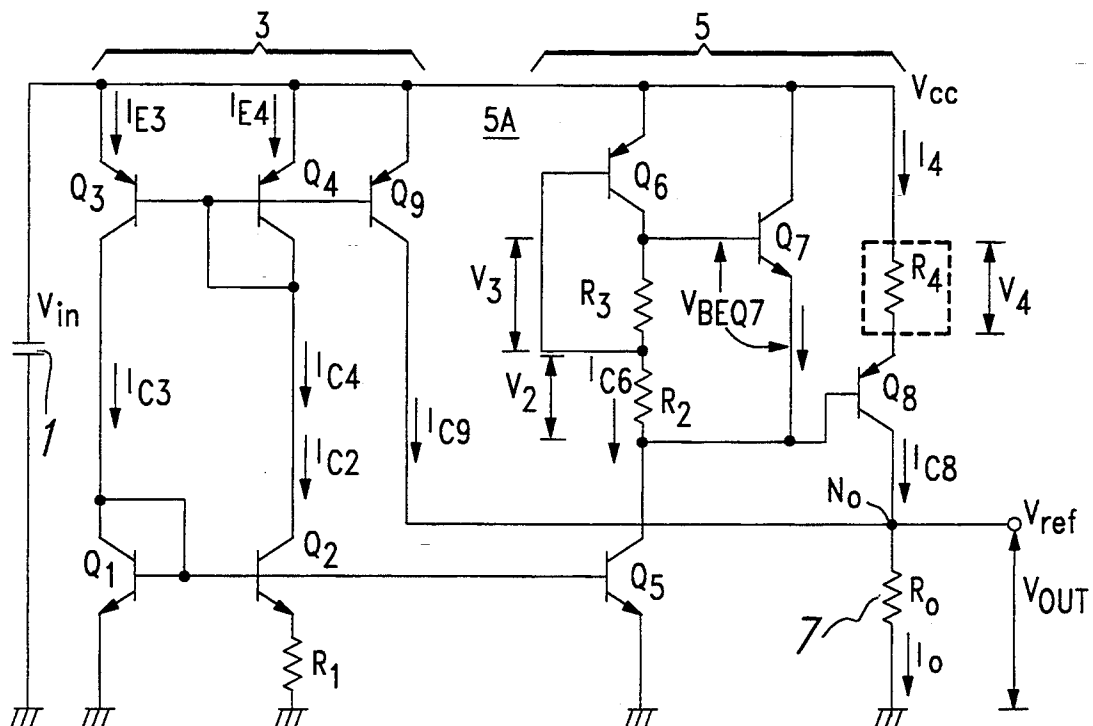 3
5
Vcc
IE3
IE4
5A
I4
Q3
Q4
Q9
Q6
Q7
R4
V4
Vin
V3
R3
VBEQ7
1
IC3
IC4
V2
IC6
R2
Q8
IC9
IC2
IC8
No
Vref
Q1
Q2
Q5
Ro
VOUT
7
R1
Io